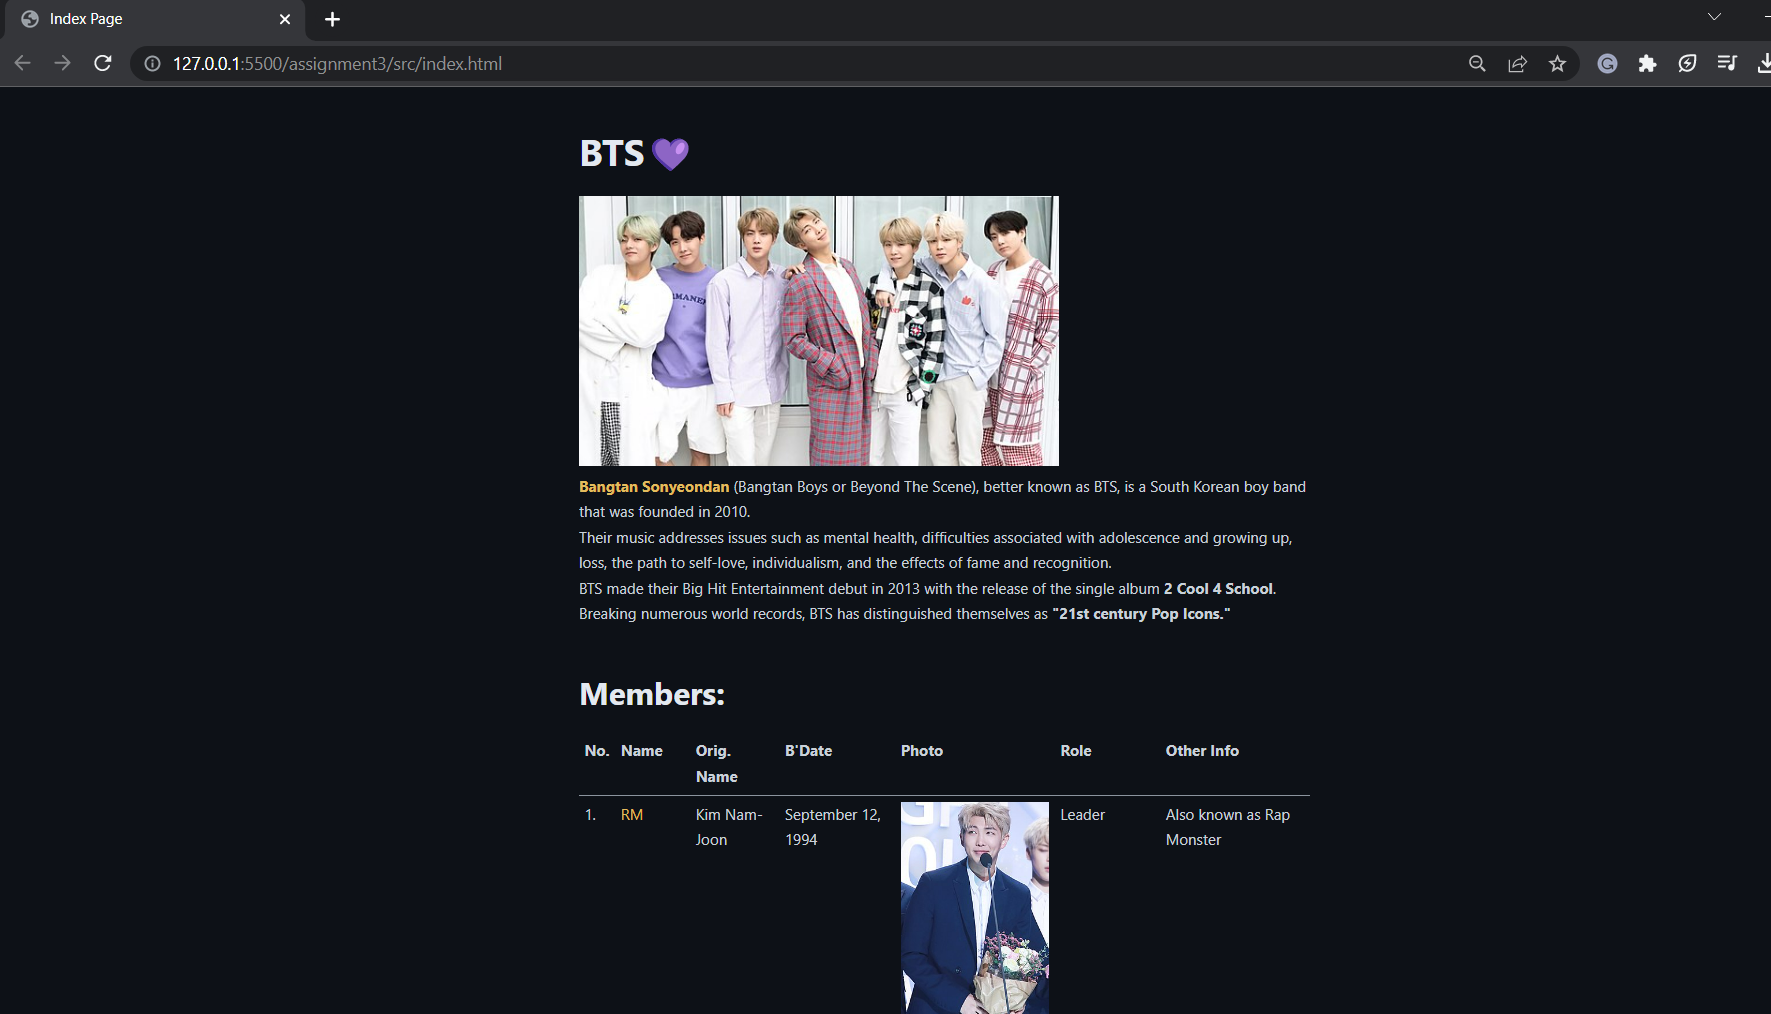 Index Page
127.0.0.1:5500/assignment3/src/index.html
BTS 💜
Bangtan Sonyeondan (Bangtan Boys or Beyond The Scene), better known as BTS, is a South Korean boy band
that was founded in 2010.
Their music addresses issues such as mental health, difficulties associated with adolescence and growing up,
loss, the path to self-love, individualism, and the effects of fame and recognition.
BTS made their Big Hit Entertainment debut in 2013 with the release of the single album 2 Cool 4 School.
Breaking numerous world records, BTS has distinguished themselves as "21st century Pop Icons."
Members:
No. Name Orig. B'Date Photo Role Other Info
Name
1. RM Kim Nam- September 12, Leader Also known as Rap
Joon 1994 Monster